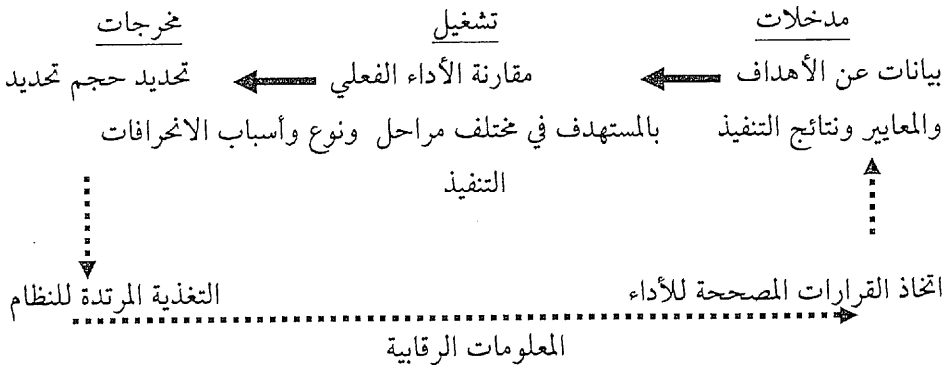 مدخلات تشغيل مخرجات
بيانات عن الأهداف مقارنة الأداء الفعلي تحديد حجم تحديد
والمعايير ونتائج التنفيذ بالمستهدف في مختلف مراحل ونوع وأسباب الانحرافات
التنفيذ
اتخاذ القرارات المصححة للأداء التغذية المرتدة للنظام
المعلومات الرقابية